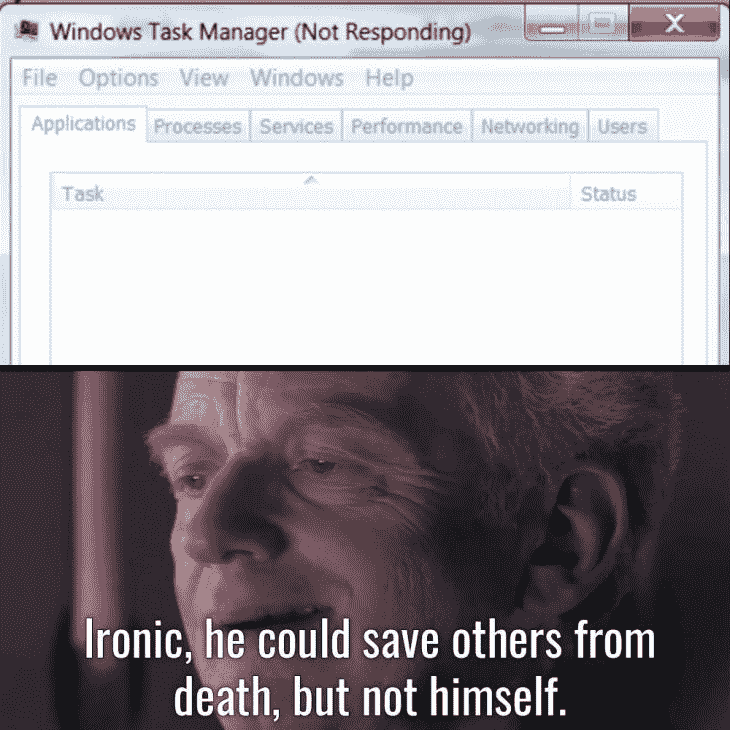 Windows Task Manager (Not Responding)
File Options View Windows Help
Applications Processes Services Performance Networking Users
Task Status
Ironic, he could save others from
death, but not himself.